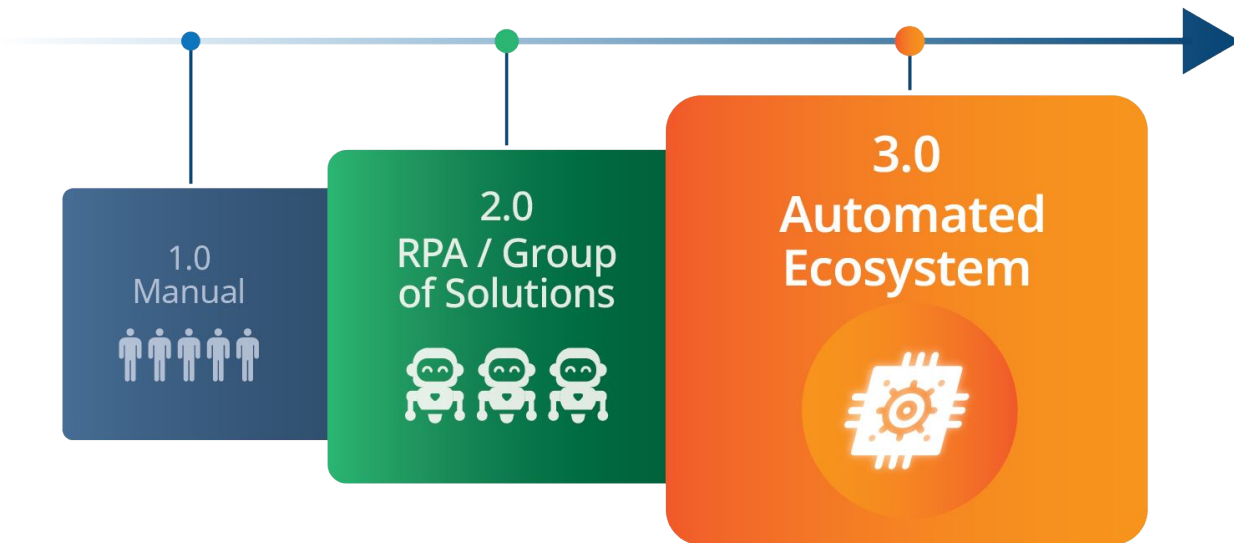 1.0
Manual
2.0
RPA / Group
of Solutions
3.0
Automated
Ecosystem